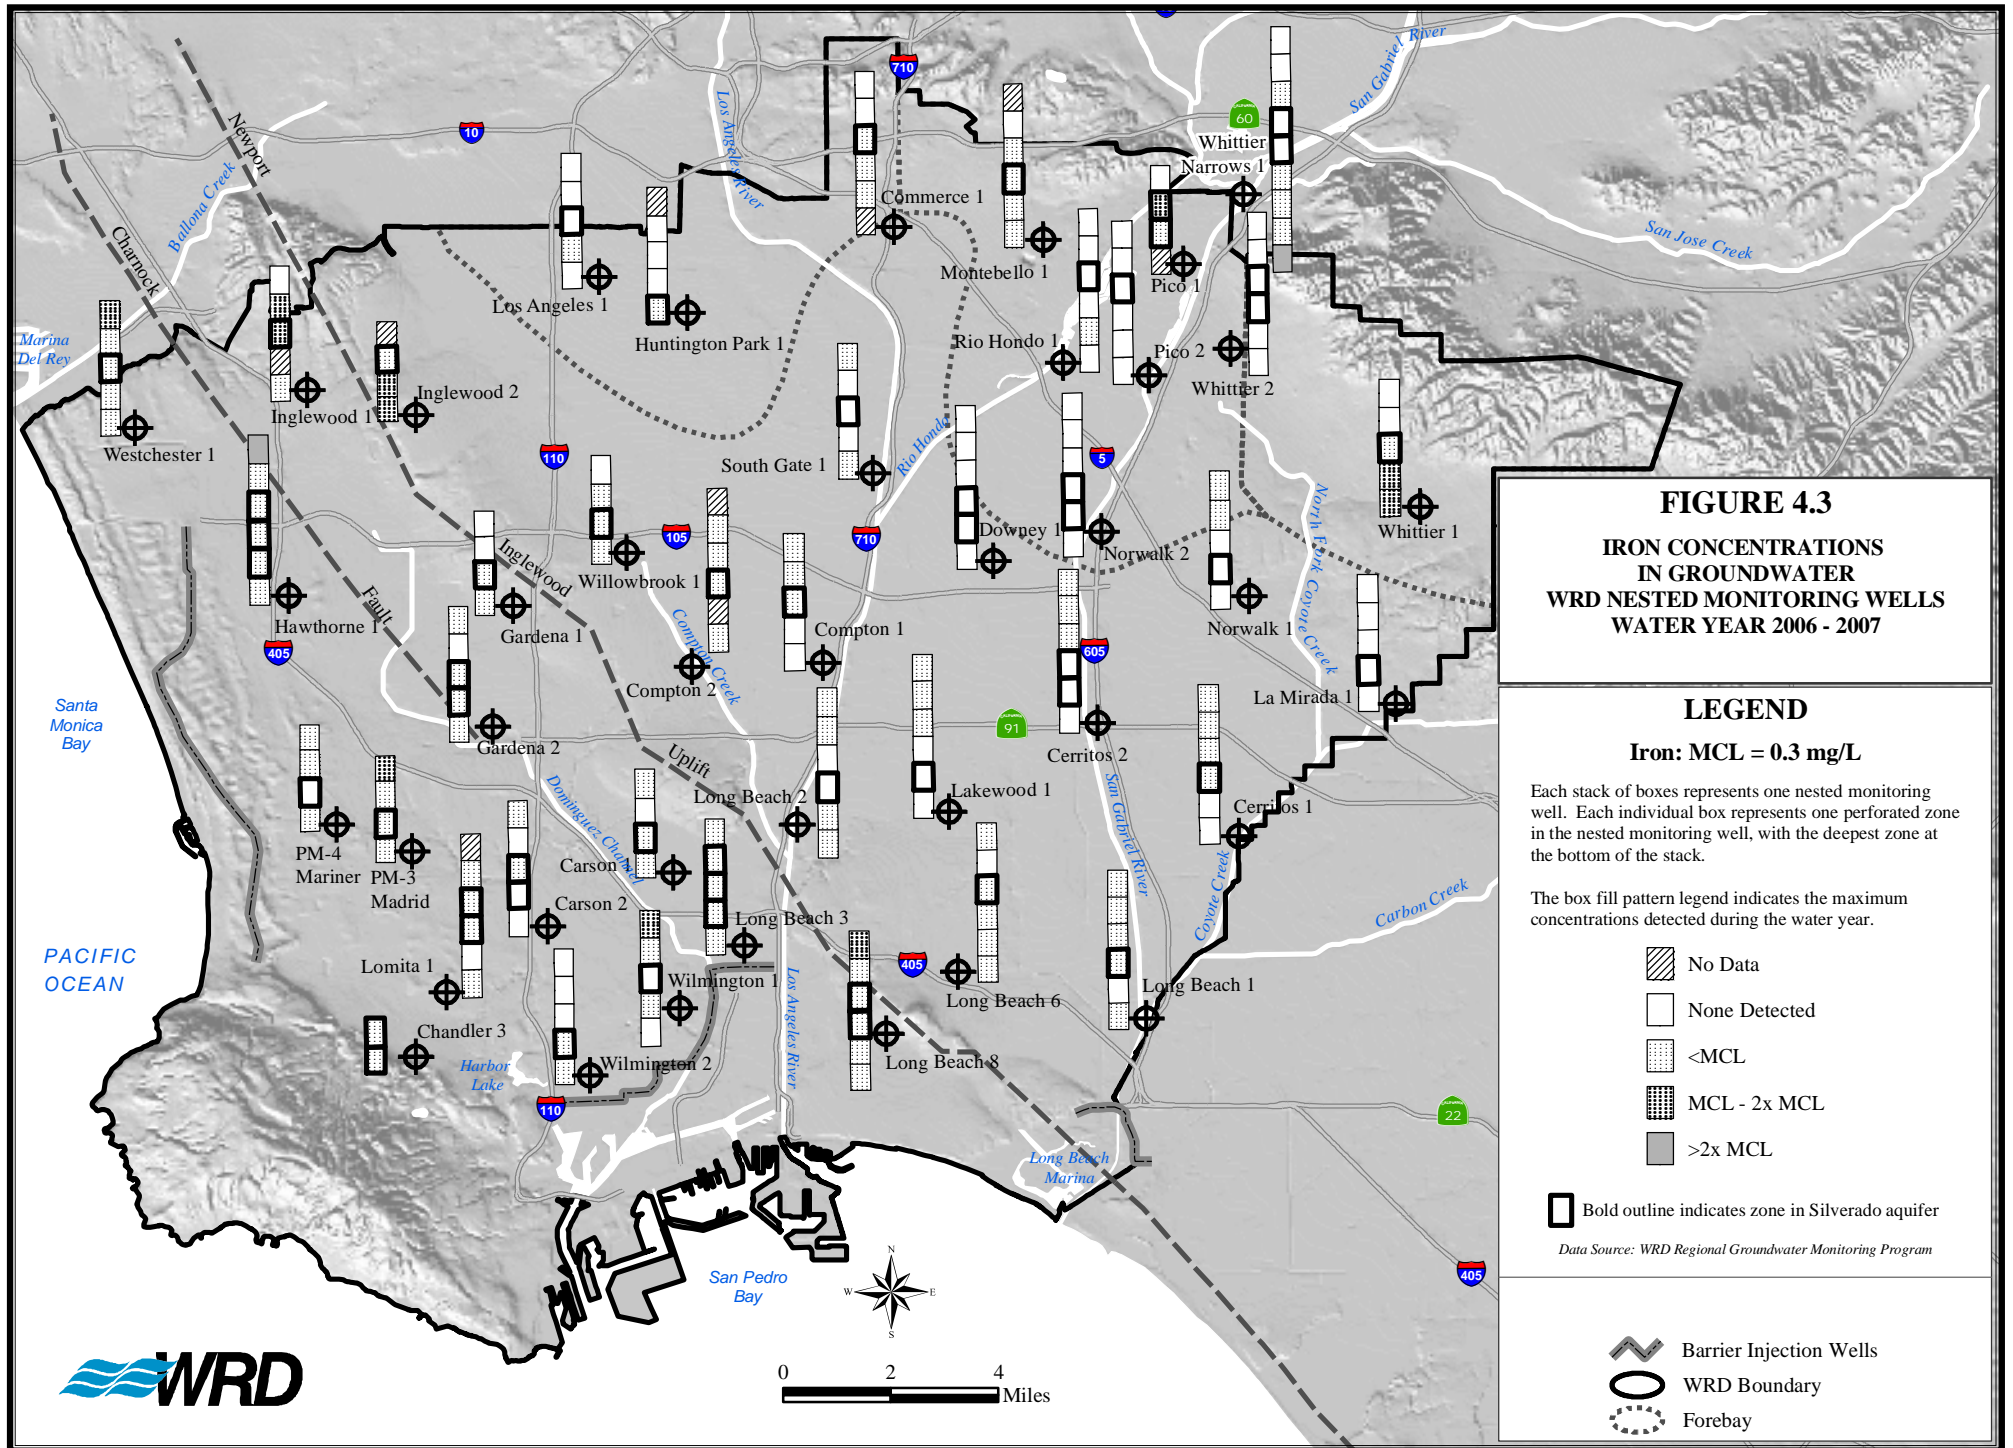 710
10
60
San Gabriel River
Los Angeles River
Newport
Ballona Creek
Whittier
Narrows 1
Charnock
Commerce 1
San Jose Creek
Montebello 1
Pico 1
Los Angeles 1
Huntington Park 1
Marina
Del Rey
Rio Hondo 1
Pico 2
Whittier 2
Inglewood 2
Inglewood 1
Westchester 1
110
South Gate 1
Rio Hondo
5
North Fork Coyote Creek
Whittier 1
105
710
Downey 1
Norwalk 2
Inglewood
Willowbrook 1
Fault
Hawthorne 1
Gardena 1
Compton 1
Norwalk 1
405
605
Compton Creek
Compton 2
La Mirada 1
Santa
Monica
Bay
Gardena 2
91
Cerritos 2
Uplift
Dominguez Channel
Long Beach 2
Lakewood 1
San Gabriel River
Cerritos 1
PM-4
Mariner
PM-3
Madrid
Carson 1
Carson 2
Long Beach 3
Coyote Creek
Carbon Creek
PACIFIC
OCEAN
Lomita 1
Wilmington 1
405
Los Angeles River
Long Beach 6
Long Beach 1
Chandler 3
Harbor
Lake
Wilmington 2
Long Beach 8
110
22
Long Beach
Marina
San Pedro
Bay
N
W
E
S
405
0 2 4
Miles
WRD
FIGURE 4.3
IRON CONCENTRATIONS
IN GROUNDWATER
WRD NESTED MONITORING WELLS
WATER YEAR 2006 - 2007
LEGEND
Iron: MCL = 0.3 mg/L
Each stack of boxes represents one nested monitoring
well. Each individual box represents one perforated zone
in the nested monitoring well, with the deepest zone at
the bottom of the stack.
The box fill pattern legend indicates the maximum
concentrations detected during the water year.
No Data
None Detected
<MCL
MCL - 2x MCL
>2x MCL
Bold outline indicates zone in Silverado aquifer
Data Source: WRD Regional Groundwater Monitoring Program
Barrier Injection Wells
WRD Boundary
Forebay